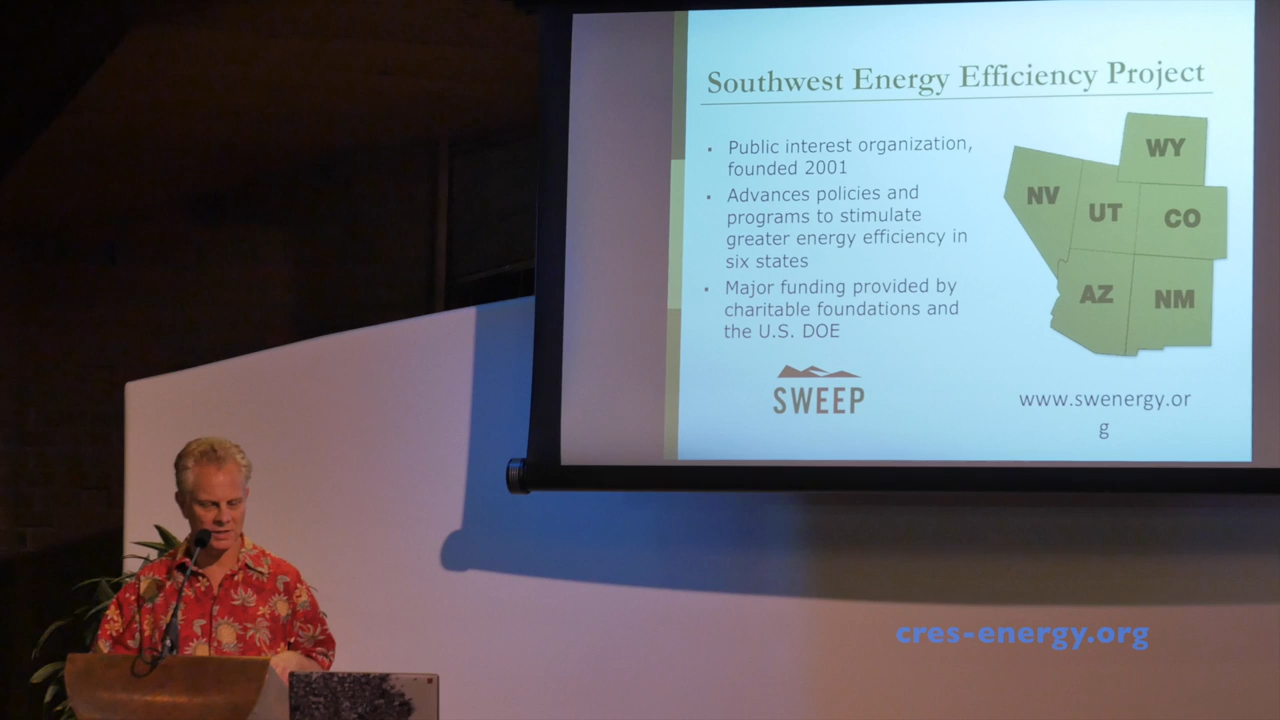 Southwest Energy Efficiency Project
▪ Public interest organization,
founded 2001
▪ Advances policies and
programs to stimulate
greater energy efficiency in
six states
▪ Major funding provided by
charitable foundations and
the U.S. DOE
WY
NV
UT
CO
AZ
NM
SWEEP
www.swenergy.or
g
cres-energy.org